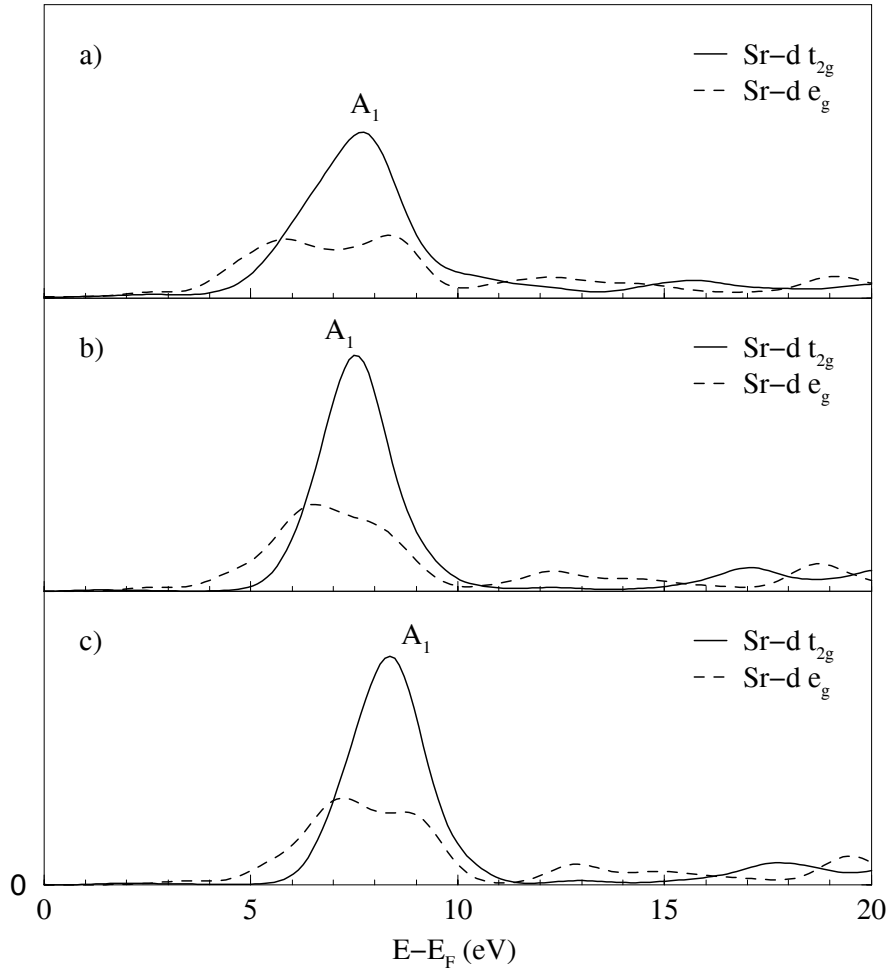 a)
A₁
Sr−d t₂g
Sr−d eg
b)
A₁
Sr−d t₂g
Sr−d eg
c)
A₁
Sr−d t₂g
Sr−d eg
0
0 5 10 15 20
E−EF (eV)